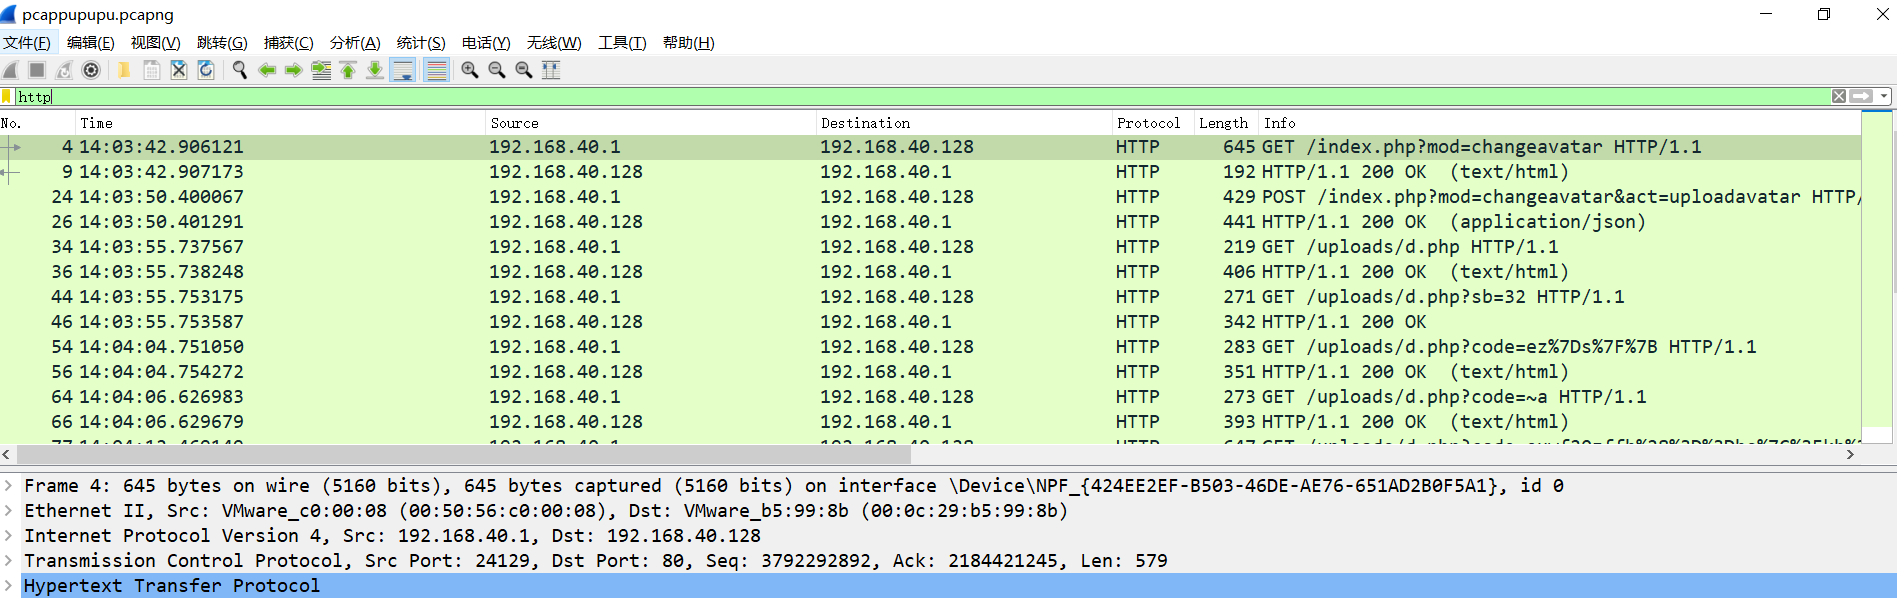 pcappupupu.pcapng
文件(F) 编辑(E) 视图(V) 跳转(G) 捕获(C) 分析(A) 统计(S) 电话(Y) 无线(W) 工具(T) 帮助(H)
http
No. Time Source Destination Protocol Length Info
4 14:03:42.906121 192.168.40.1 192.168.40.128 HTTP 645 GET /index.php?mod=changeavatar HTTP/1.1
9 14:03:42.907173 192.168.40.128 192.168.40.1 HTTP 192 HTTP/1.1 200 OK (text/html)
24 14:03:50.400067 192.168.40.1 192.168.40.128 HTTP 429 POST /index.php?mod=changeavatar&act=uploadavatar HTTP/
26 14:03:50.401291 192.168.40.128 192.168.40.1 HTTP 441 HTTP/1.1 200 OK (application/json)
34 14:03:55.737567 192.168.40.1 192.168.40.128 HTTP 219 GET /uploads/d.php HTTP/1.1
36 14:03:55.738248 192.168.40.128 192.168.40.1 HTTP 406 HTTP/1.1 200 OK (text/html)
44 14:03:55.753175 192.168.40.1 192.168.40.128 HTTP 271 GET /uploads/d.php?sb=32 HTTP/1.1
46 14:03:55.753587 192.168.40.128 192.168.40.1 HTTP 342 HTTP/1.1 200 OK
54 14:04:04.751050 192.168.40.1 192.168.40.128 HTTP 283 GET /uploads/d.php?code=ez%7Ds%7F%7B HTTP/1.1
56 14:04:04.754272 192.168.40.128 192.168.40.1 HTTP 351 HTTP/1.1 200 OK (text/html)
64 14:04:06.626983 192.168.40.1 192.168.40.128 HTTP 273 GET /uploads/d.php?code=~a HTTP/1.1
66 14:04:06.629679 192.168.40.128 192.168.40.1 HTTP 393 HTTP/1.1 200 OK (text/html)
Frame 4: 645 bytes on wire (5160 bits), 645 bytes captured (5160 bits) on interface \Device\NPF_{424EE2EF-B503-46DE-AE76-651AD2B0F5A1}, id 0
Ethernet II, Src: VMware_c0:00:08 (00:50:56:c0:00:08), Dst: VMware_b5:99:8b (00:0c:29:b5:99:8b)
Internet Protocol Version 4, Src: 192.168.40.1, Dst: 192.168.40.128
Transmission Control Protocol, Src Port: 24129, Dst Port: 80, Seq: 3792292892, Ack: 2184421245, Len: 579
Hypertext Transfer Protocol